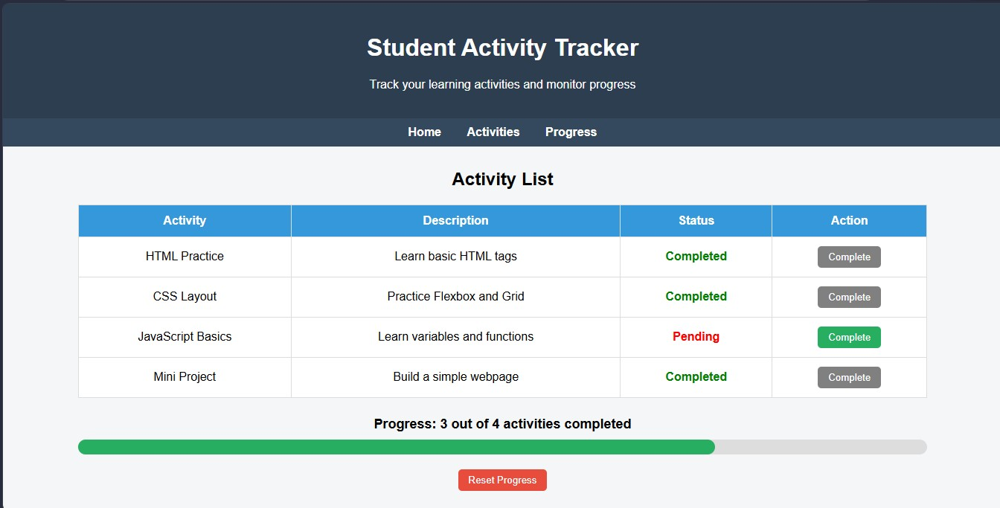 Student Activity Tracker
Track your learning activities and monitor progress
Home Activities Progress
Activity List
Activity Description Status Action
HTML Practice Learn basic HTML tags Completed Complete
CSS Layout Practice Flexbox and Grid Completed Complete
JavaScript Basics Learn variables and functions Pending Complete
Mini Project Build a simple webpage Completed Complete
Progress: 3 out of 4 activities completed
Reset Progress